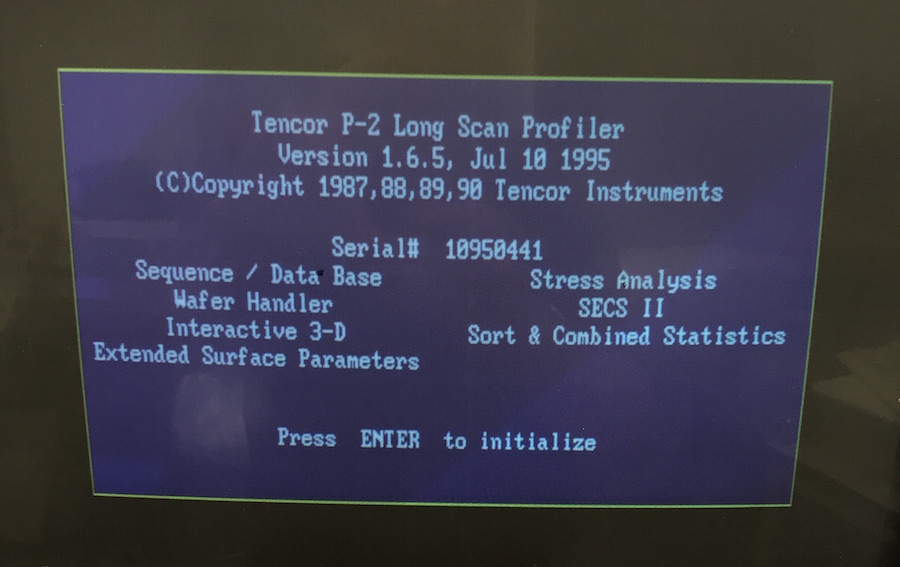 Tencor P-2 Long Scan Profiler
Version 1.6.5, Jul 10 1995
(C)Copyright 1987,88,89,90 Tencor Instruments
Serial# 10950441
Sequence / Data Base Stress Analysis
Wafer Handler SECS II
Interactive 3-D Sort & Combined Statistics
Extended Surface Parameters
Press ENTER to initialize